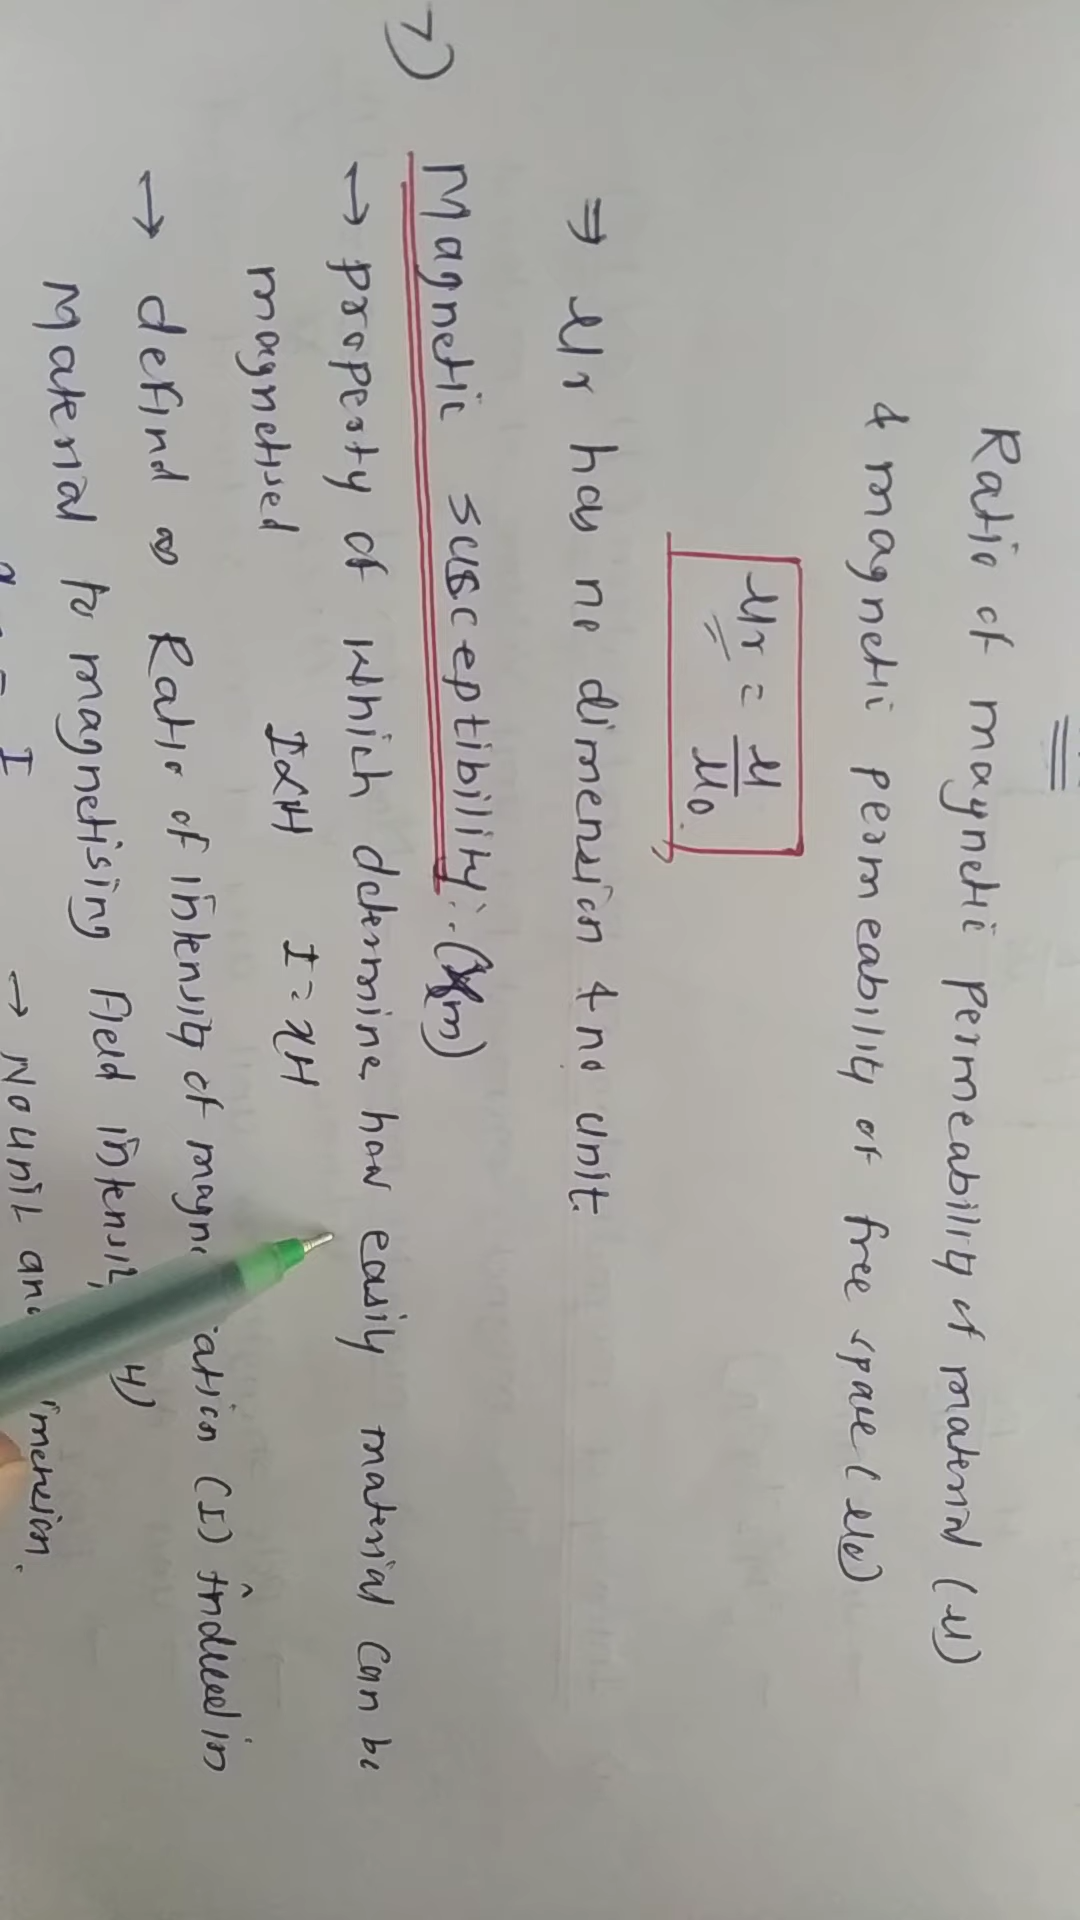 Ratio of magnetic permeability of material (μ)
& magnetic permeability of free space (μ0)
μr = μ/μ0
⇒ μr has no dimension & no unit.
7) Magnetic susceptibility:- (χm)
→ property of which determine how easily material can be
magnetised I∝H I=χH
→ defind as Ratio of intensity of magn ation (I) induced in
Material to magnetising field intensit H)
I → No unit and mension.